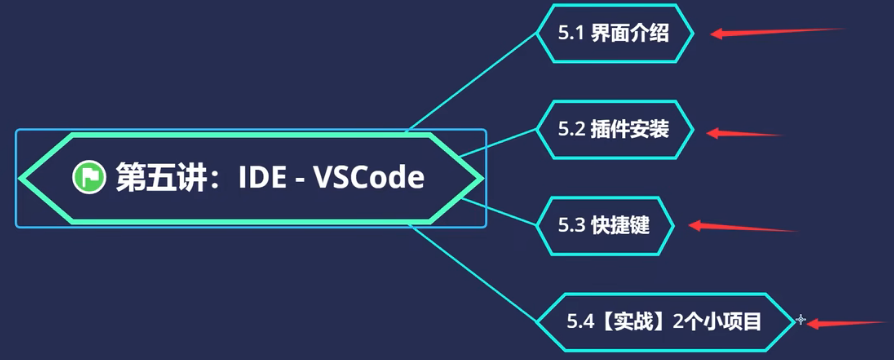 第五讲：IDE - VSCode
5.1 界面介绍
5.2 插件安装
5.3 快捷键
5.4【实战】2个小项目